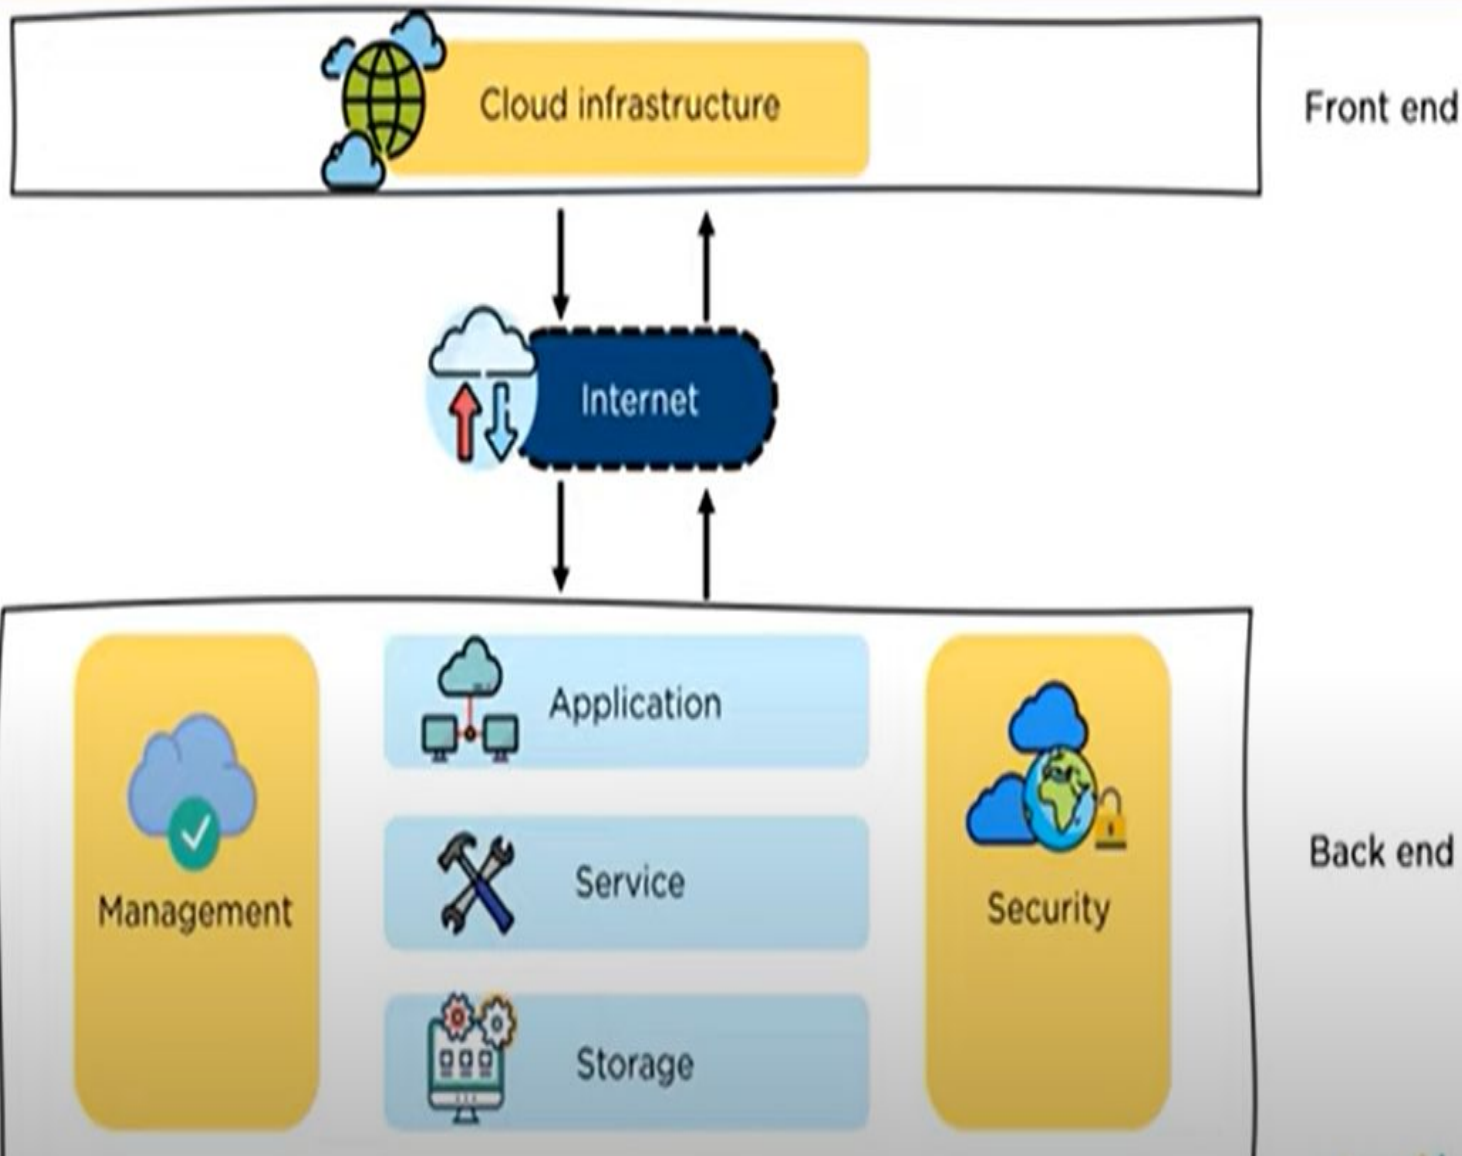 Cloud infrastructure
Front end
Internet
Application
Management
Service
Security
Back end
Storage